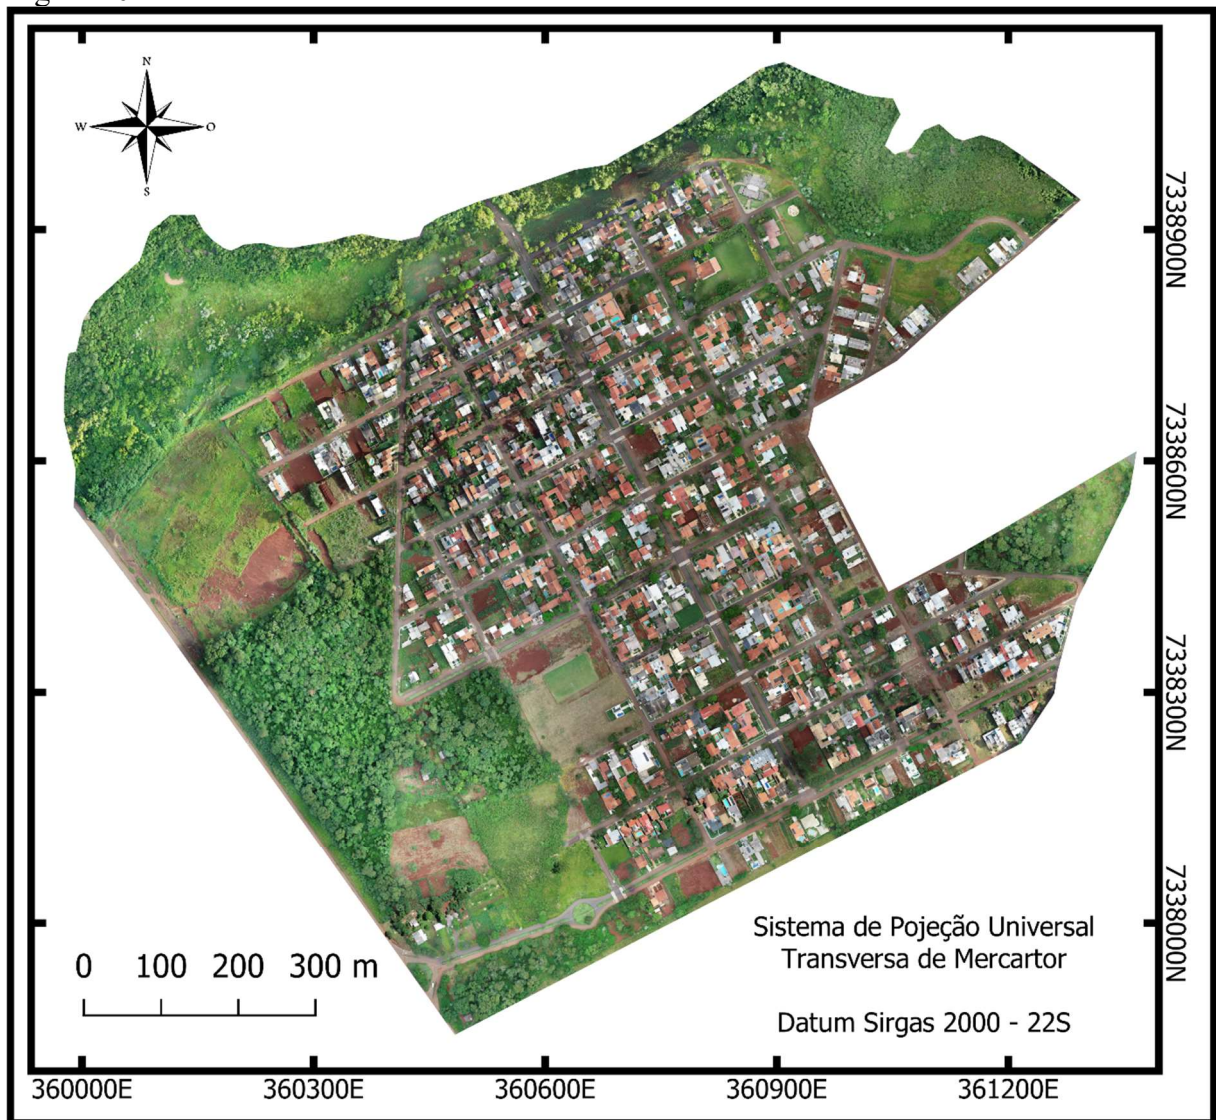 N
W O
S
7338900N
7338600N
7338300N
7338000N
Sistema de Pojeção Universal
Transversa de Mercartor
Datum Sirgas 2000 - 22S
0 100 200 300 m
360000E 360300E 360600E 360900E 361200E